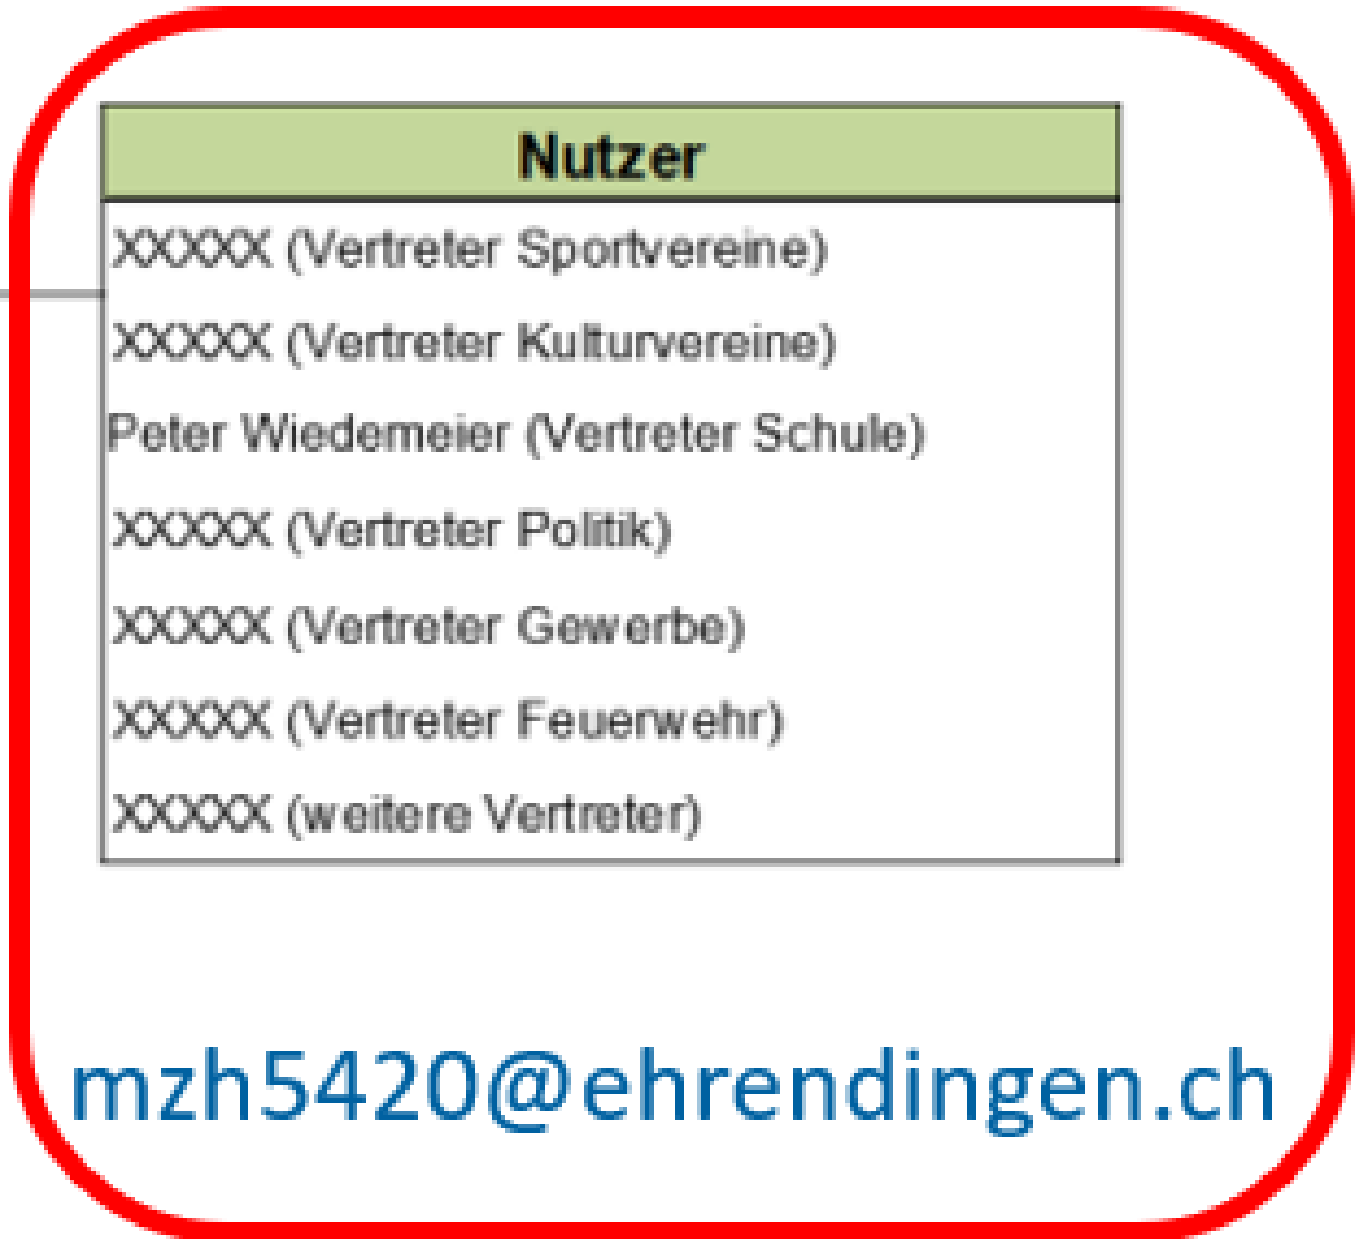 Nutzer
XXXXX (Vertreter Sportvereine)
XXXXX (Vertreter Kulturvereine)
Peter Wiedemeier (Vertreter Schule)
XXXXX (Vertreter Politik)
XXXXX (Vertreter Gewerbe)
XXXXX (Vertreter Feuerwehr)
XXXXX (weitere Vertreter)
mzh5420@ehrendingen.ch